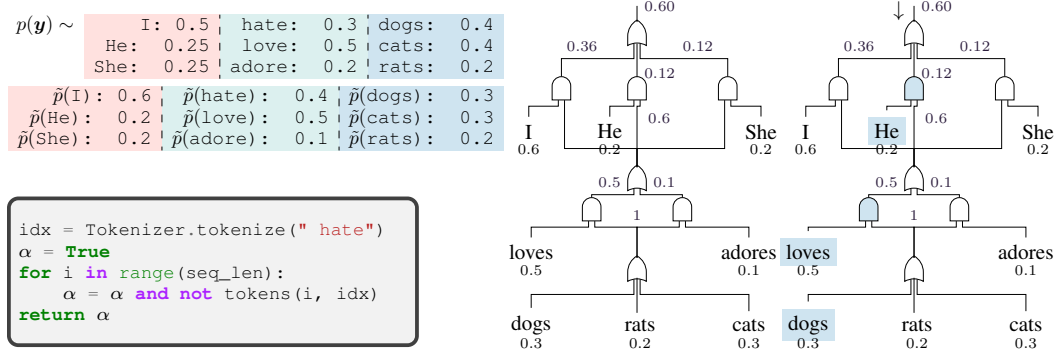 p(y) ∼ I: 0.5 hate: 0.3 dogs: 0.4
He: 0.25 love: 0.5 cats: 0.4
She: 0.25 adore: 0.2 rats: 0.2
p̃(I): 0.6 p̃(hate): 0.4 p̃(dogs): 0.3
p̃(He): 0.2 p̃(love): 0.5 p̃(cats): 0.3
p̃(She): 0.2 p̃(adore): 0.1 p̃(rats): 0.2
idx = Tokenizer.tokenize(" hate")
α = True
for i in range(seq_len):
α = α and not tokens(i, idx)
return α
0.60
0.36 0.12
0.12
I He She
0.6 0.2 0.2
0.6
0.5 0.1
1
loves adores
0.5 0.1
dogs rats cats
0.3 0.2 0.3
↓ 0.60
0.36 0.12
0.12
I He She
0.6 0.2 0.2
0.6
0.5 0.1
1
loves adores
0.5 0.1
dogs rats cats
0.3 0.2 0.3